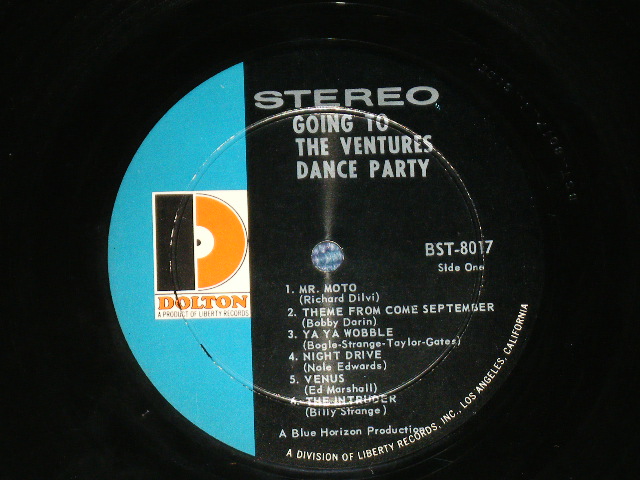 STEREO
GOING TO
THE VENTURES
DANCE PARTY
BST-8017
Side One
DOLTON
A PRODUCT OF LIBERTY RECORDS
1. MR. MOTO
(Richard Dilvi)
2. THEME FROM COME SEPTEMBER
(Bobby Darin)
3. YA YA WOBBLE
(Bogle-Strange-Taylor-Gates)
4. NIGHT DRIVE
(Nole Edwards)
5. VENUS
(Ed Marshall)
6. THE INTRUDER
(Billy Strange)
A Blue Horizon Production
A DIVISION OF LIBERTY RECORDS, INC., LOS ANGELES, CALIFORNIA